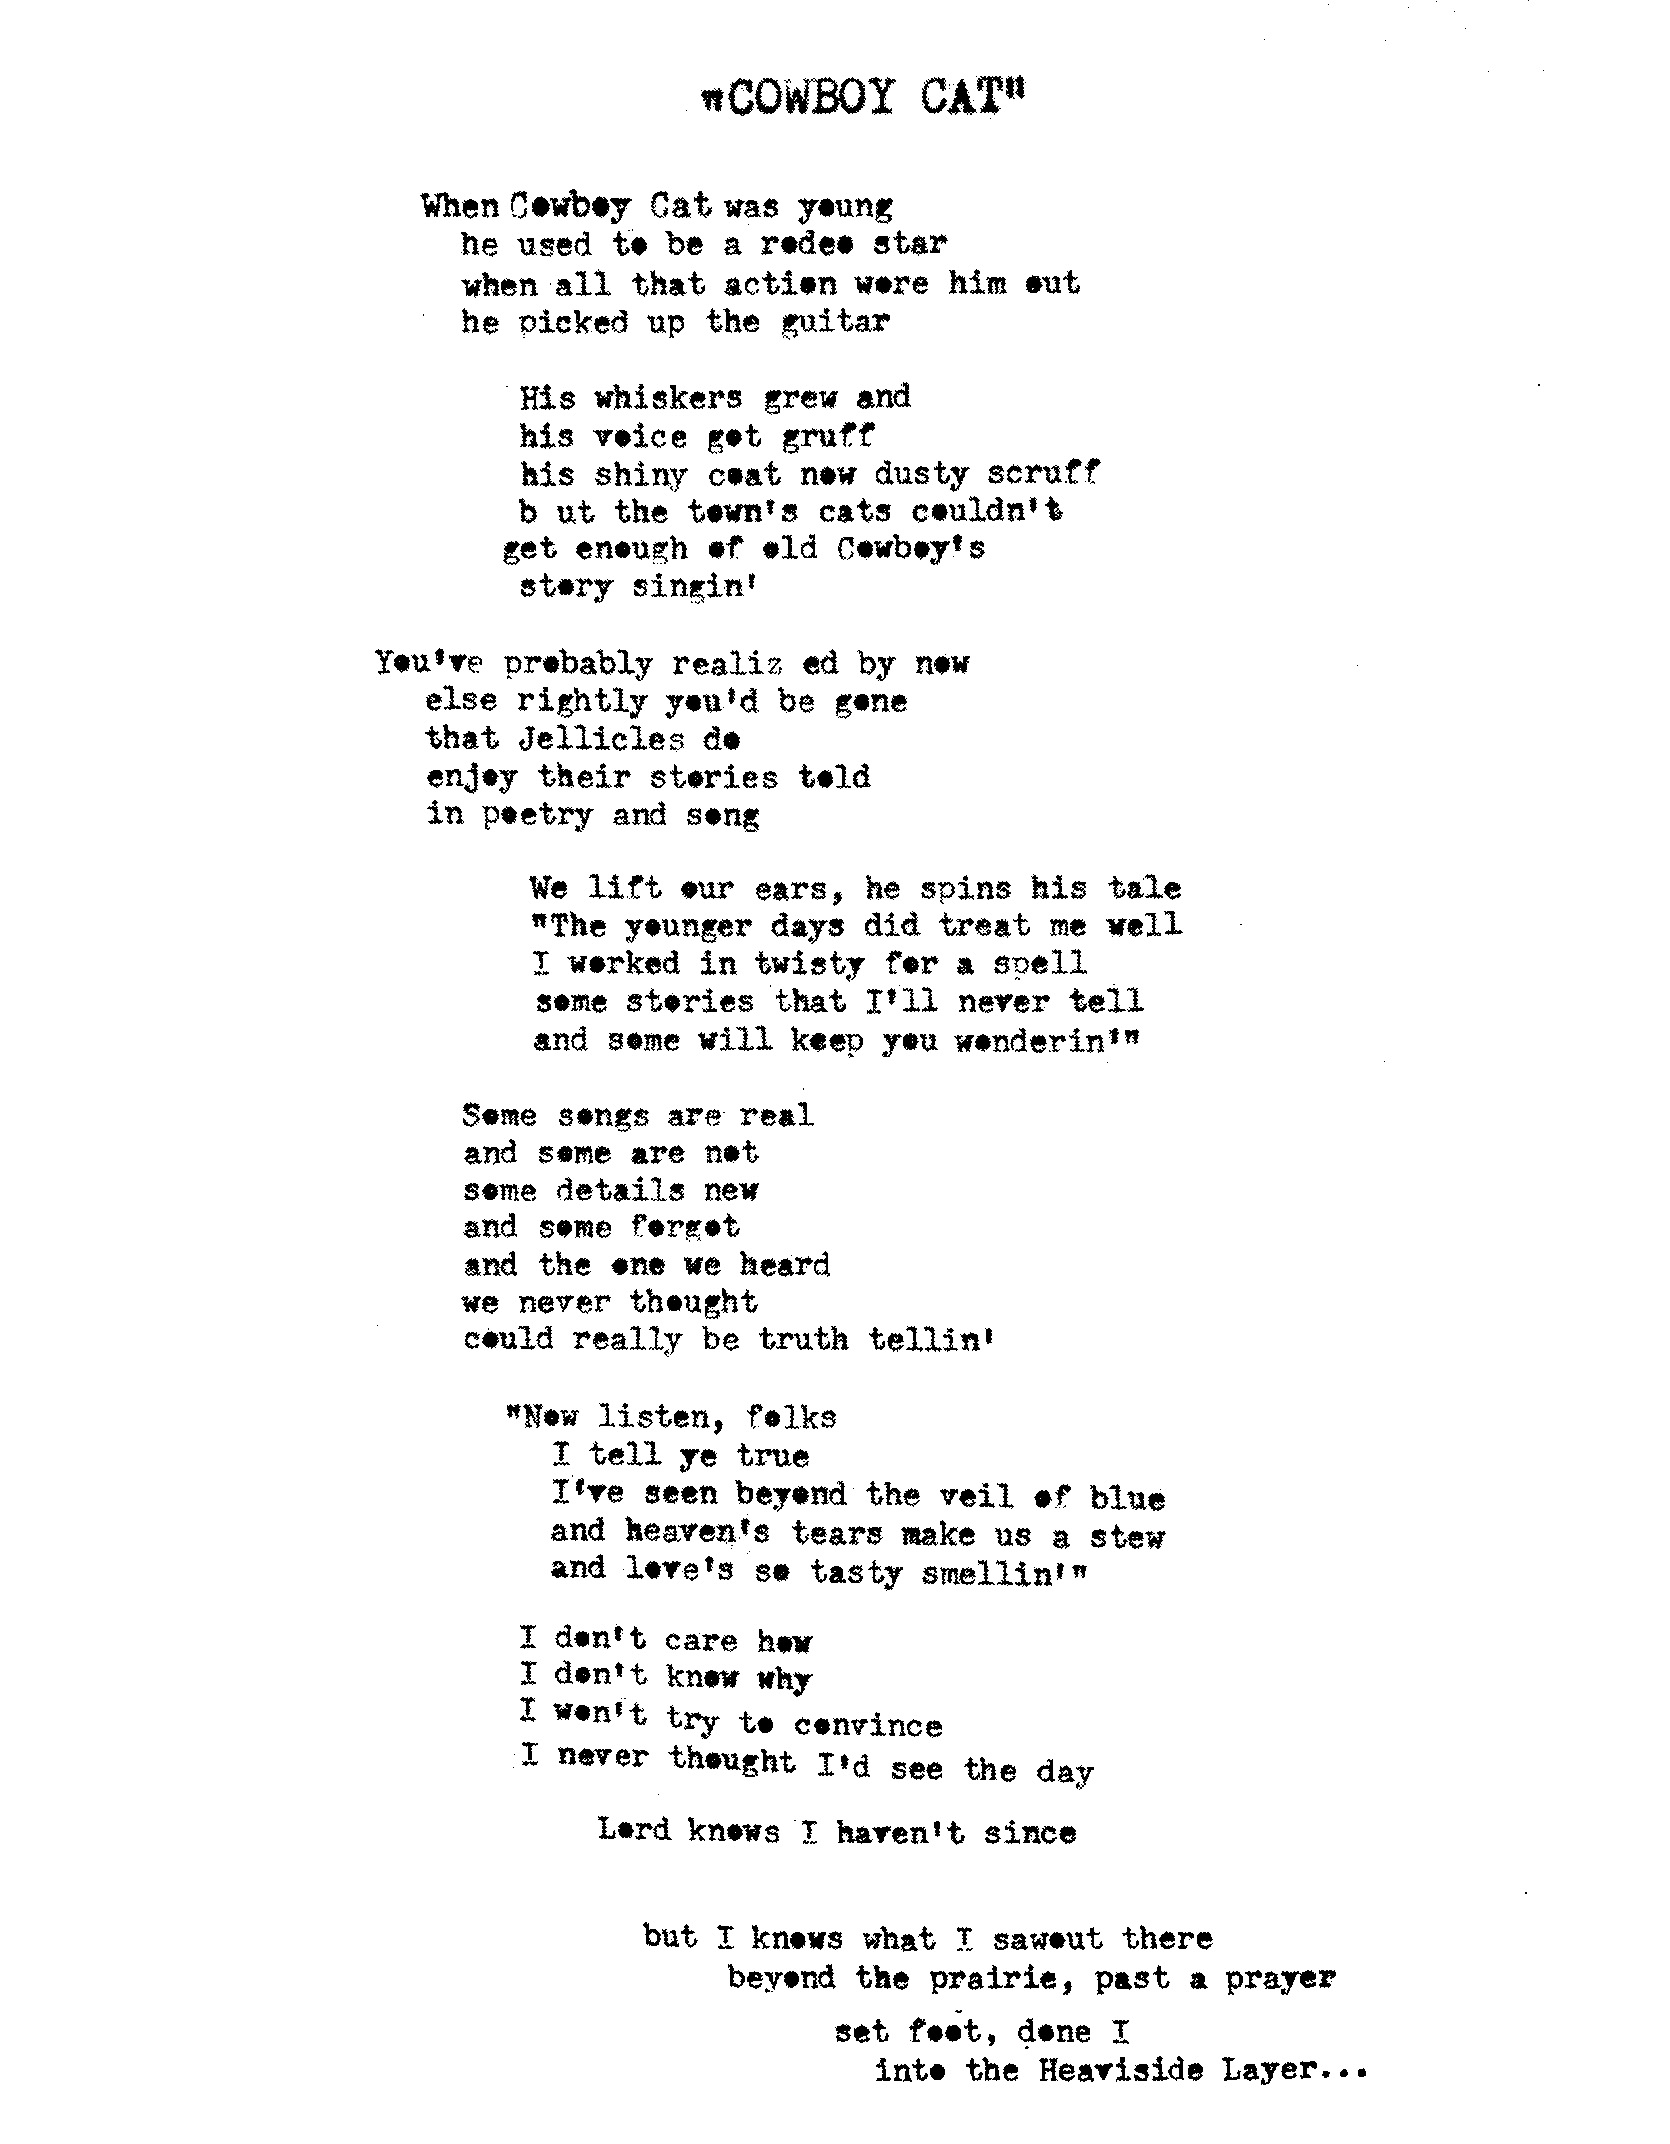 "COWBOY CAT"
When Cowboy Cat was young
he used to be a rodeo star
when all that action wore him out
he picked up the guitar
His whiskers grew and
his voice got gruff
his shiny coat now dusty scruff
b ut the town's cats couldn't
get enough of old Cowboy's
story singin'
You've probably realiz ed by now
else rightly you'd be gone
that Jellicles do
enjoy their stories told
in poetry and song
We lift our ears, he spins his tale
"The younger days did treat me well
I worked in twisty for a spell
some stories that I'll never tell
and some will keep you wonderin'"
Some songs are real
and some are not
some details new
and some forgot
and the one we heard
we never thought
could really be truth tellin'
"Now listen, folks
I tell ye true
I've seen beyond the veil of blue
and heaven's tears make us a stew
and love's so tasty smellin'"
I don't care how
I don't know why
I won't try to convince
I never thought I'd see the day
Lord knows I haven't since
but I knows what I sawout there
beyond the prairie, past a prayer
set foot, done I
into the Heaviside Layer...